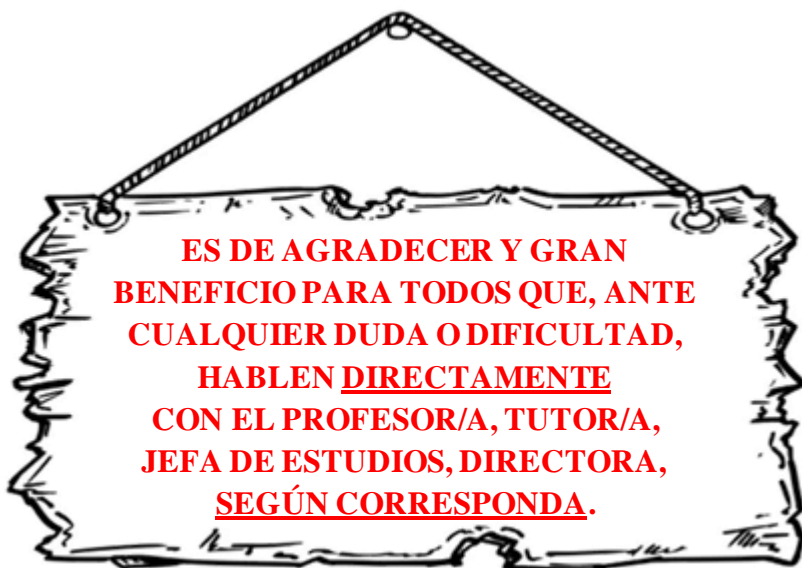 ES DE AGRADECER Y GRAN
BENEFICIO PARA TODOS QUE, ANTE
CUALQUIER DUDA O DIFICULTAD,
HABLEN DIRECTAMENTE
CON EL PROFESOR/A, TUTOR/A,
JEFA DE ESTUDIOS, DIRECTORA,
SEGÚN CORRESPONDA.